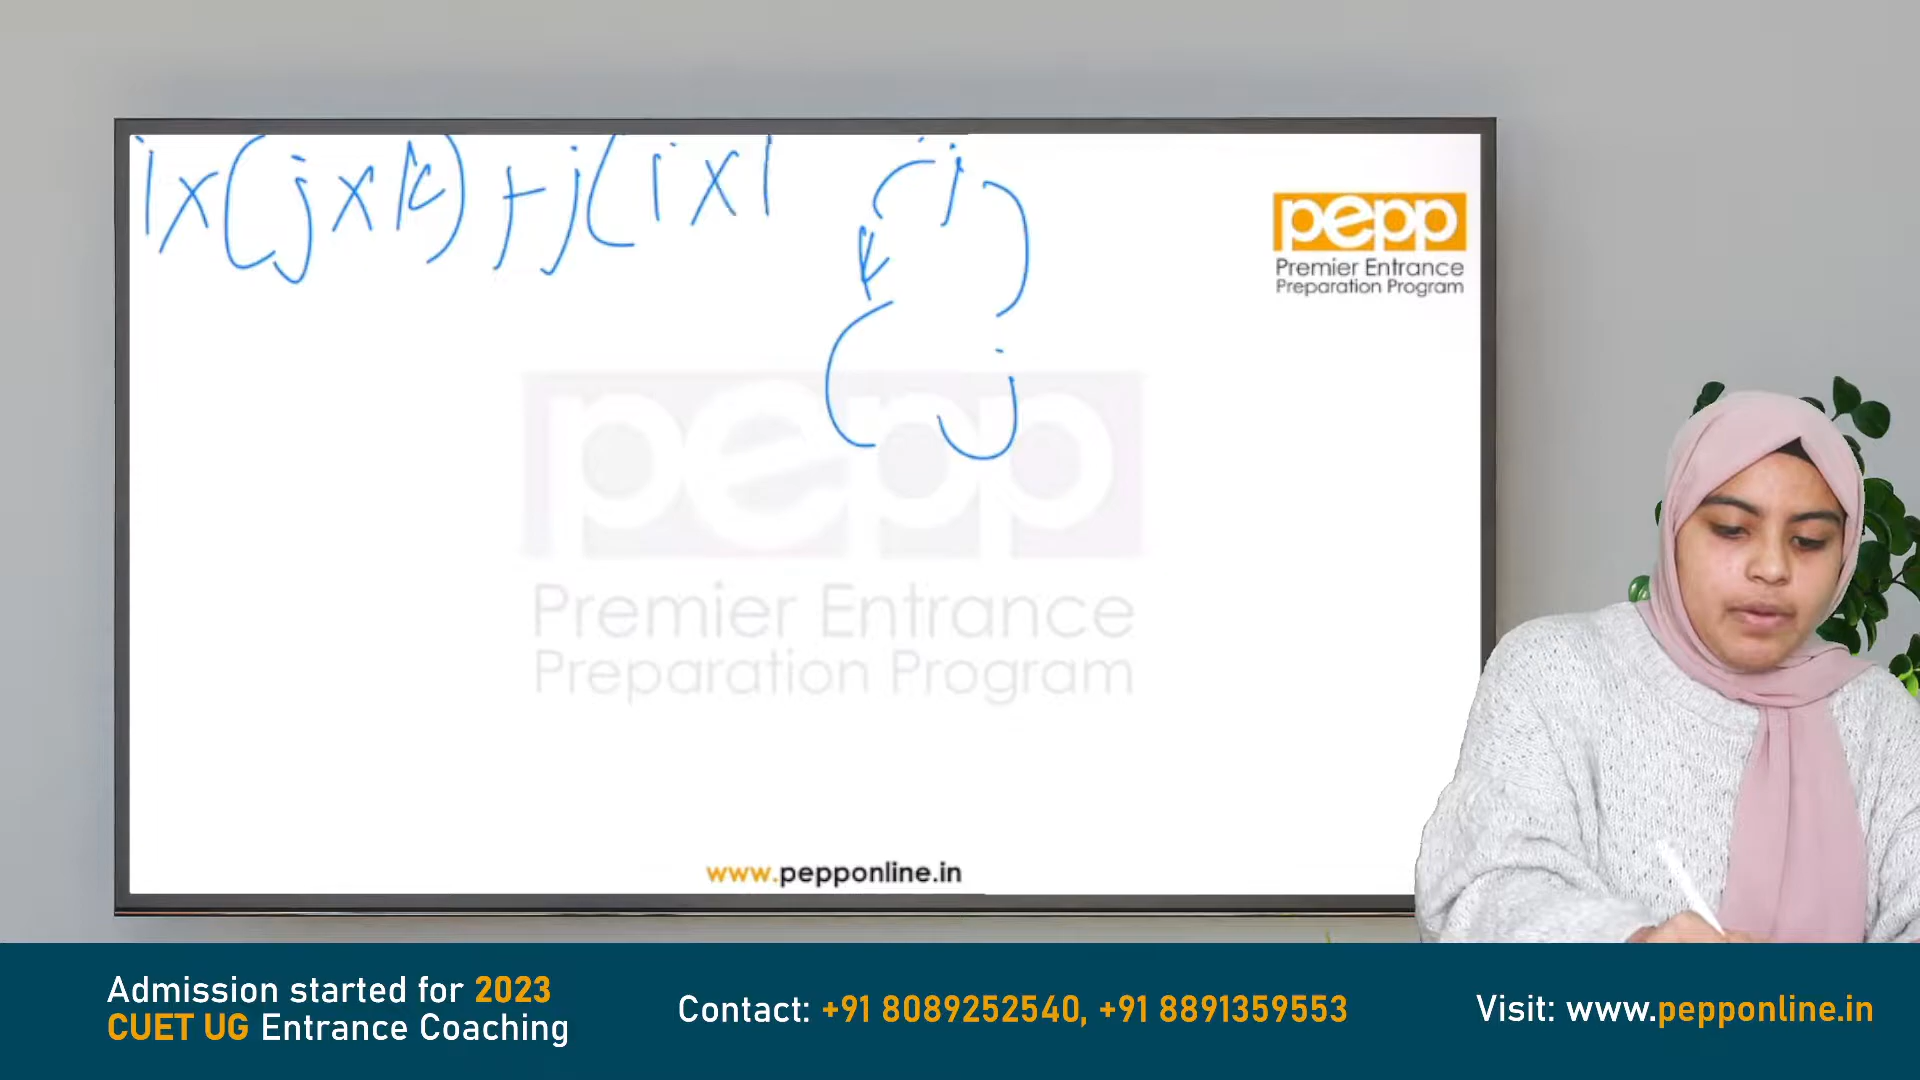 i x (j x k) + j (i x
i
k
j
pepp
Premier Entrance
Preparation Program
pepp
Premier Entrance
Preparation Program
www.pepponline.in
Admission started for 2023
CUET UG Entrance Coaching
Contact: +91 8089252540, +91 8891359553
Visit: www.pepponline.in